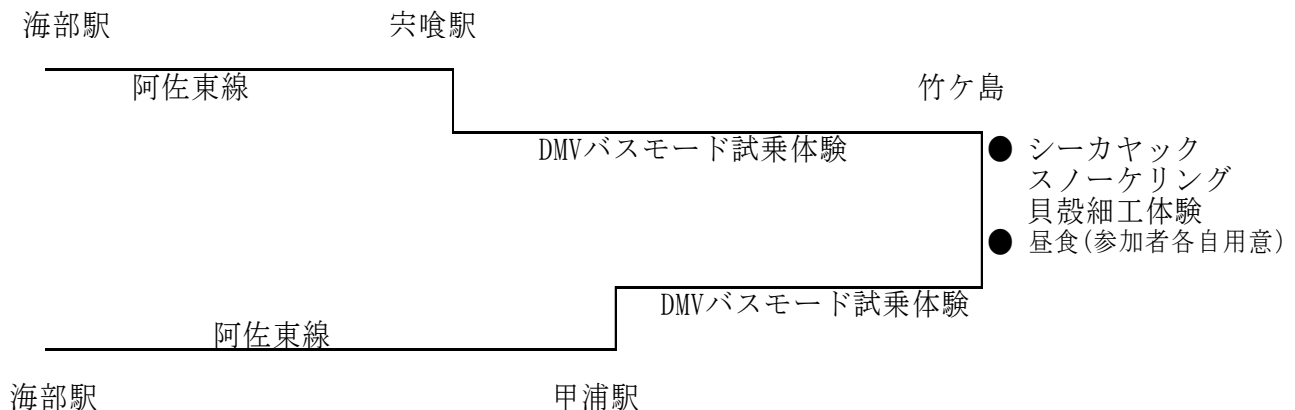 海部駅 宍喰駅
阿佐東線 竹ケ島
DMVバスモード試乗体験 ● シーカヤック
スノーケリング
貝殻細工体験
● 昼食(参加者各自用意)
DMVバスモード試乗体験
阿佐東線
海部駅 甲浦駅